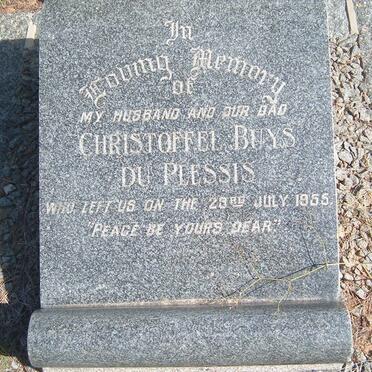 In
Loving Memory
of
MY HUSBAND AND OUR DAD
CHRISTOFFEL BUYS
DU PLESSIS
WHO LEFT US ON THE 23RD JULY 1955
"PEACE BE YOURS DEAR."